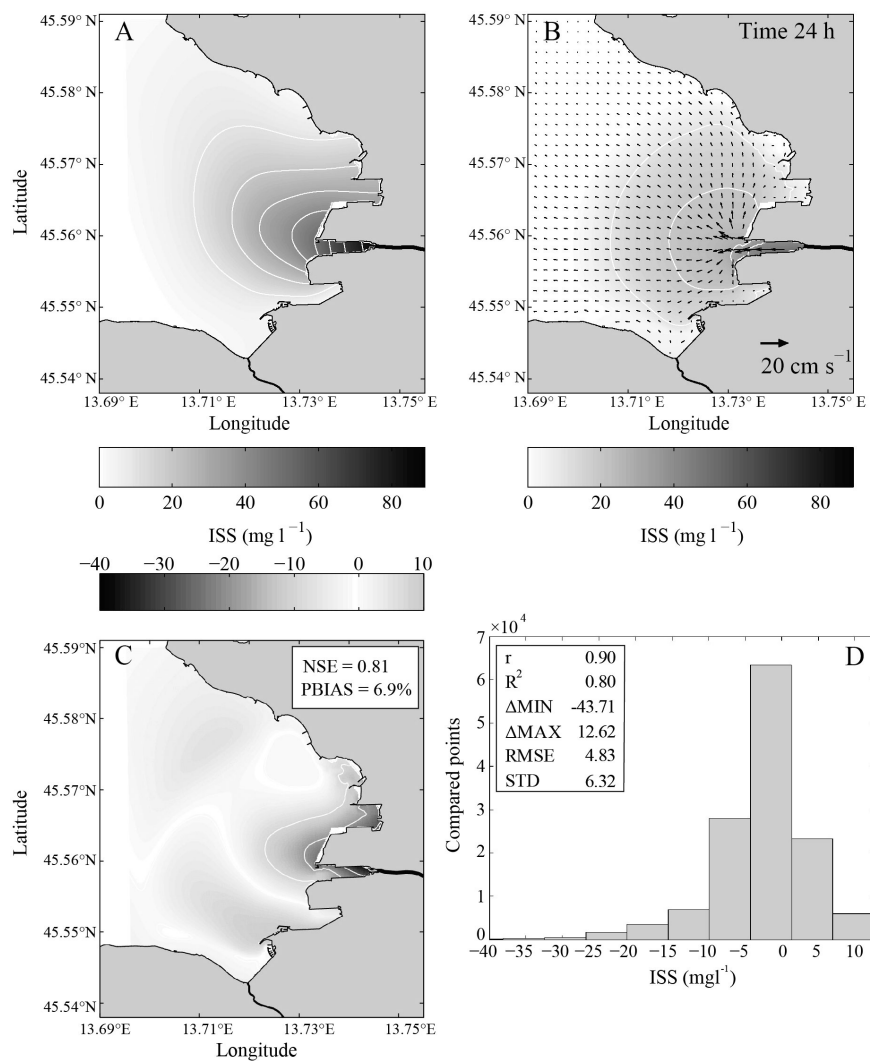 A
B
Time 24 h
45.59° N
45.58° N
45.57° N
45.56° N
45.55° N
45.54° N
Latitude
13.69° E
13.71° E
13.73° E
13.75° E
Longitude
45.59° N
45.58° N
45.57° N
45.56° N
45.55° N
45.54° N
20 cm s⁻¹
13.69° E
13.71° E
13.73° E
13.75° E
Longitude
0 20 40 60 80
ISS (mg l⁻¹)
0 20 40 60 80
ISS (mg l⁻¹)
−40 −30 −20 −10 0 10
C
NSE = 0.81
PBIAS = 6.9%
45.59° N
45.58° N
45.57° N
45.56° N
45.55° N
45.54° N
Latitude
13.69° E
13.71° E
13.73° E
13.75° E
Longitude
×10⁴
D
r 0.90
R² 0.80
ΔMIN -43.71
ΔMAX 12.62
RMSE 4.83
STD 6.32
7
6
5
4
3
2
1
0
Compared points
−40 −35 −30 −25 −20 −15 −10 −5 0 5 10
ISS (mgl⁻¹)